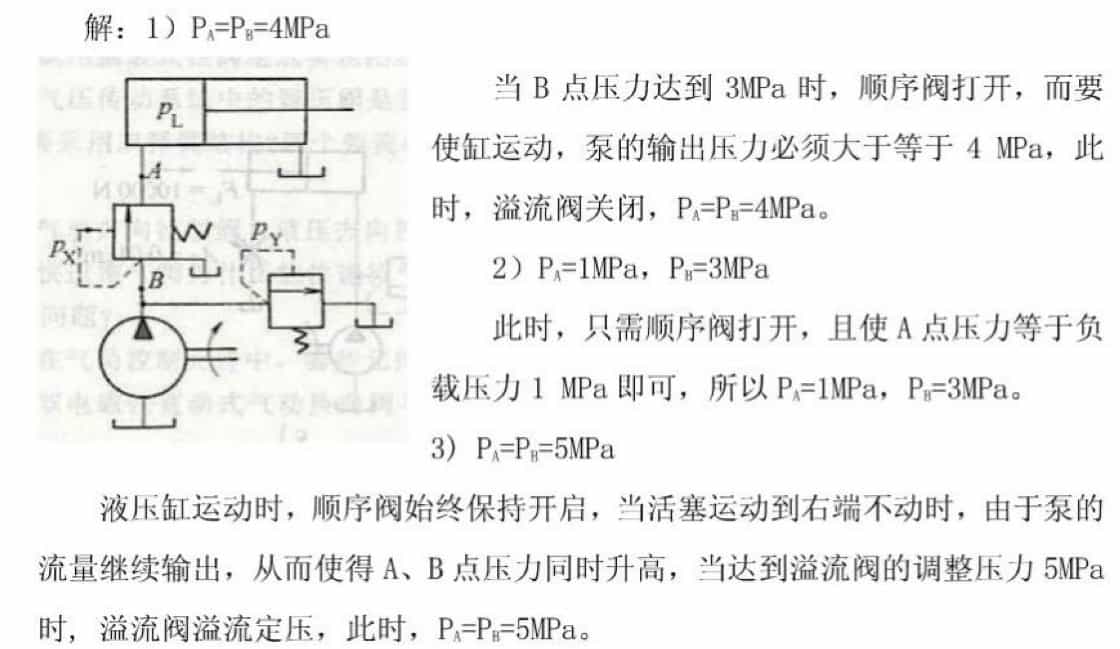 解：1）P_A=P_B=4MPa
p_L
当 B 点压力达到 3MPa 时，顺序阀打开，而要
使缸运动，泵的输出压力必须大于等于 4 MPa，此
时，溢流阀关闭，P_A=P_B=4MPa。
A
p_X
p_Y
B
2）P_A=1MPa，P_B=3MPa
此时，只需顺序阀打开，且使 A 点压力等于负
载压力 1 MPa 即可，所以 P_A=1MPa，P_B=3MPa。
3) P_A=P_B=5MPa
液压缸运动时，顺序阀始终保持开启，当活塞运动到右端不动时，由于泵的
流量继续输出，从而使得 A、B 点压力同时升高，当达到溢流阀的调整压力 5MPa
时, 溢流阀溢流定压，此时，P_A=P_B=5MPa。